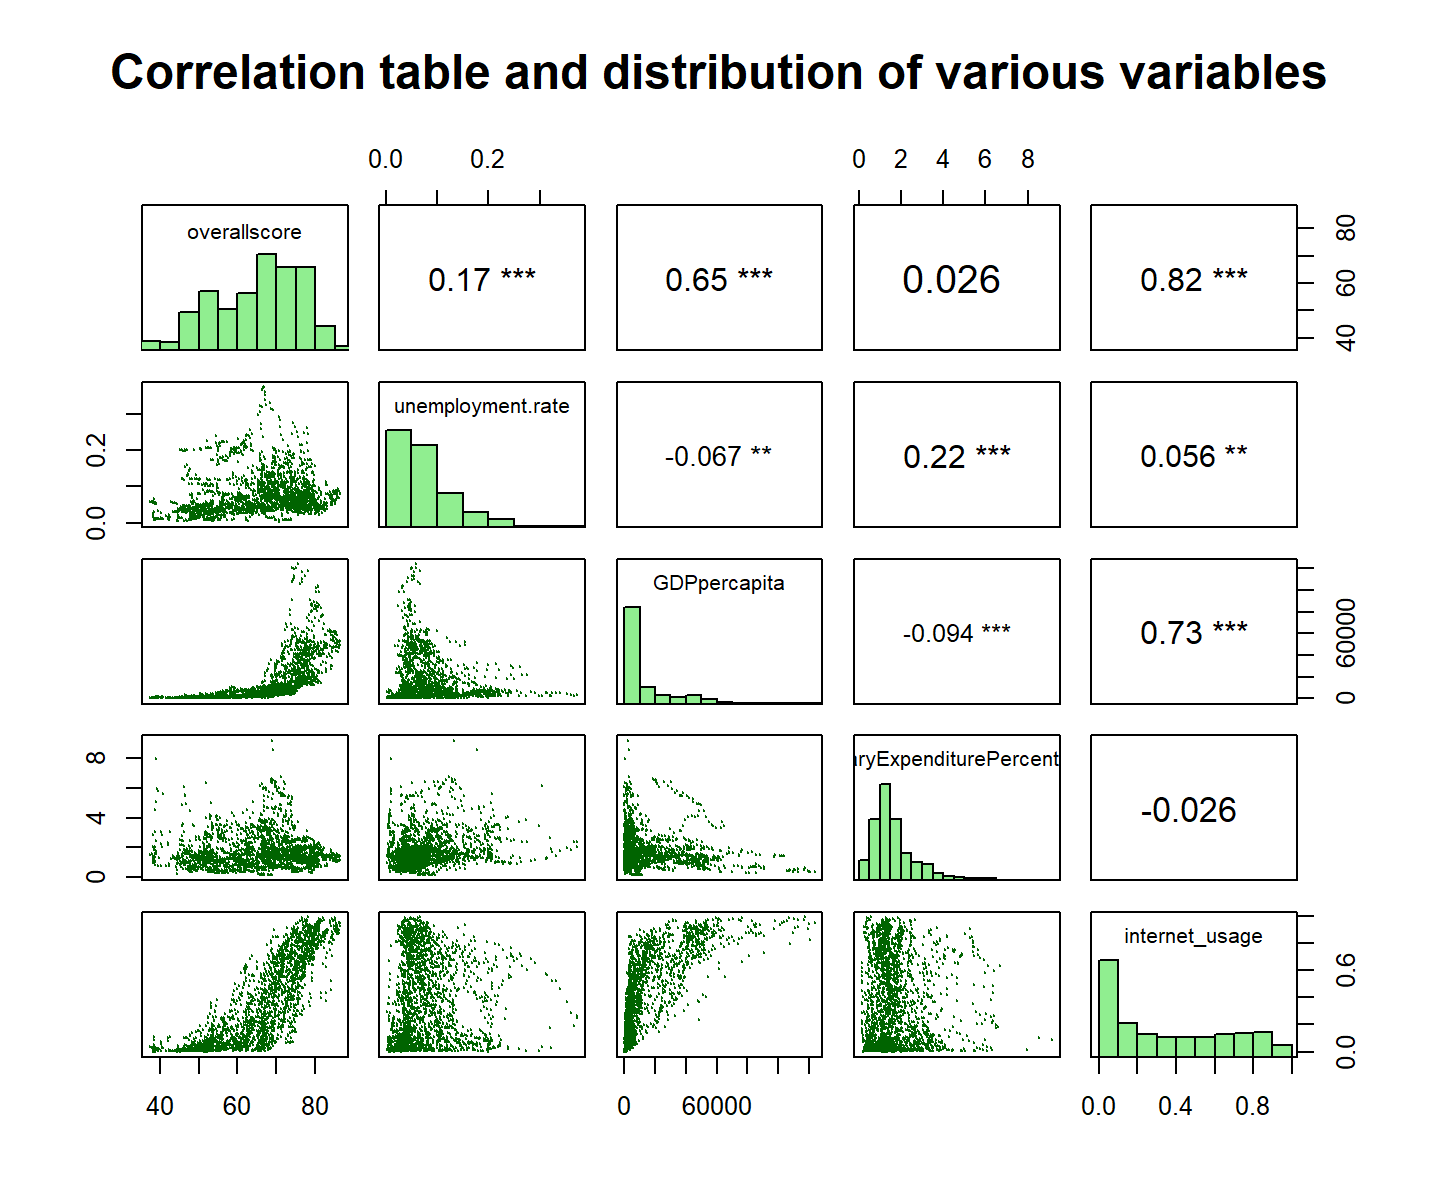 Correlation table and distribution of various variables
0.0 0.2 0 2 4 6 8
overallscore 0.17 *** 0.65 *** 0.026 0.82 *** 40 60 80
0.0 0.2 unemployment.rate -0.067 ** 0.22 *** 0.056 **
GDPpercapita -0.094 *** 0.73 *** 0 60000
0 4 8 aryExpenditurePercent -0.026
internet_usage 0.0 0.6
40 60 80 0 60000 0.0 0.4 0.8